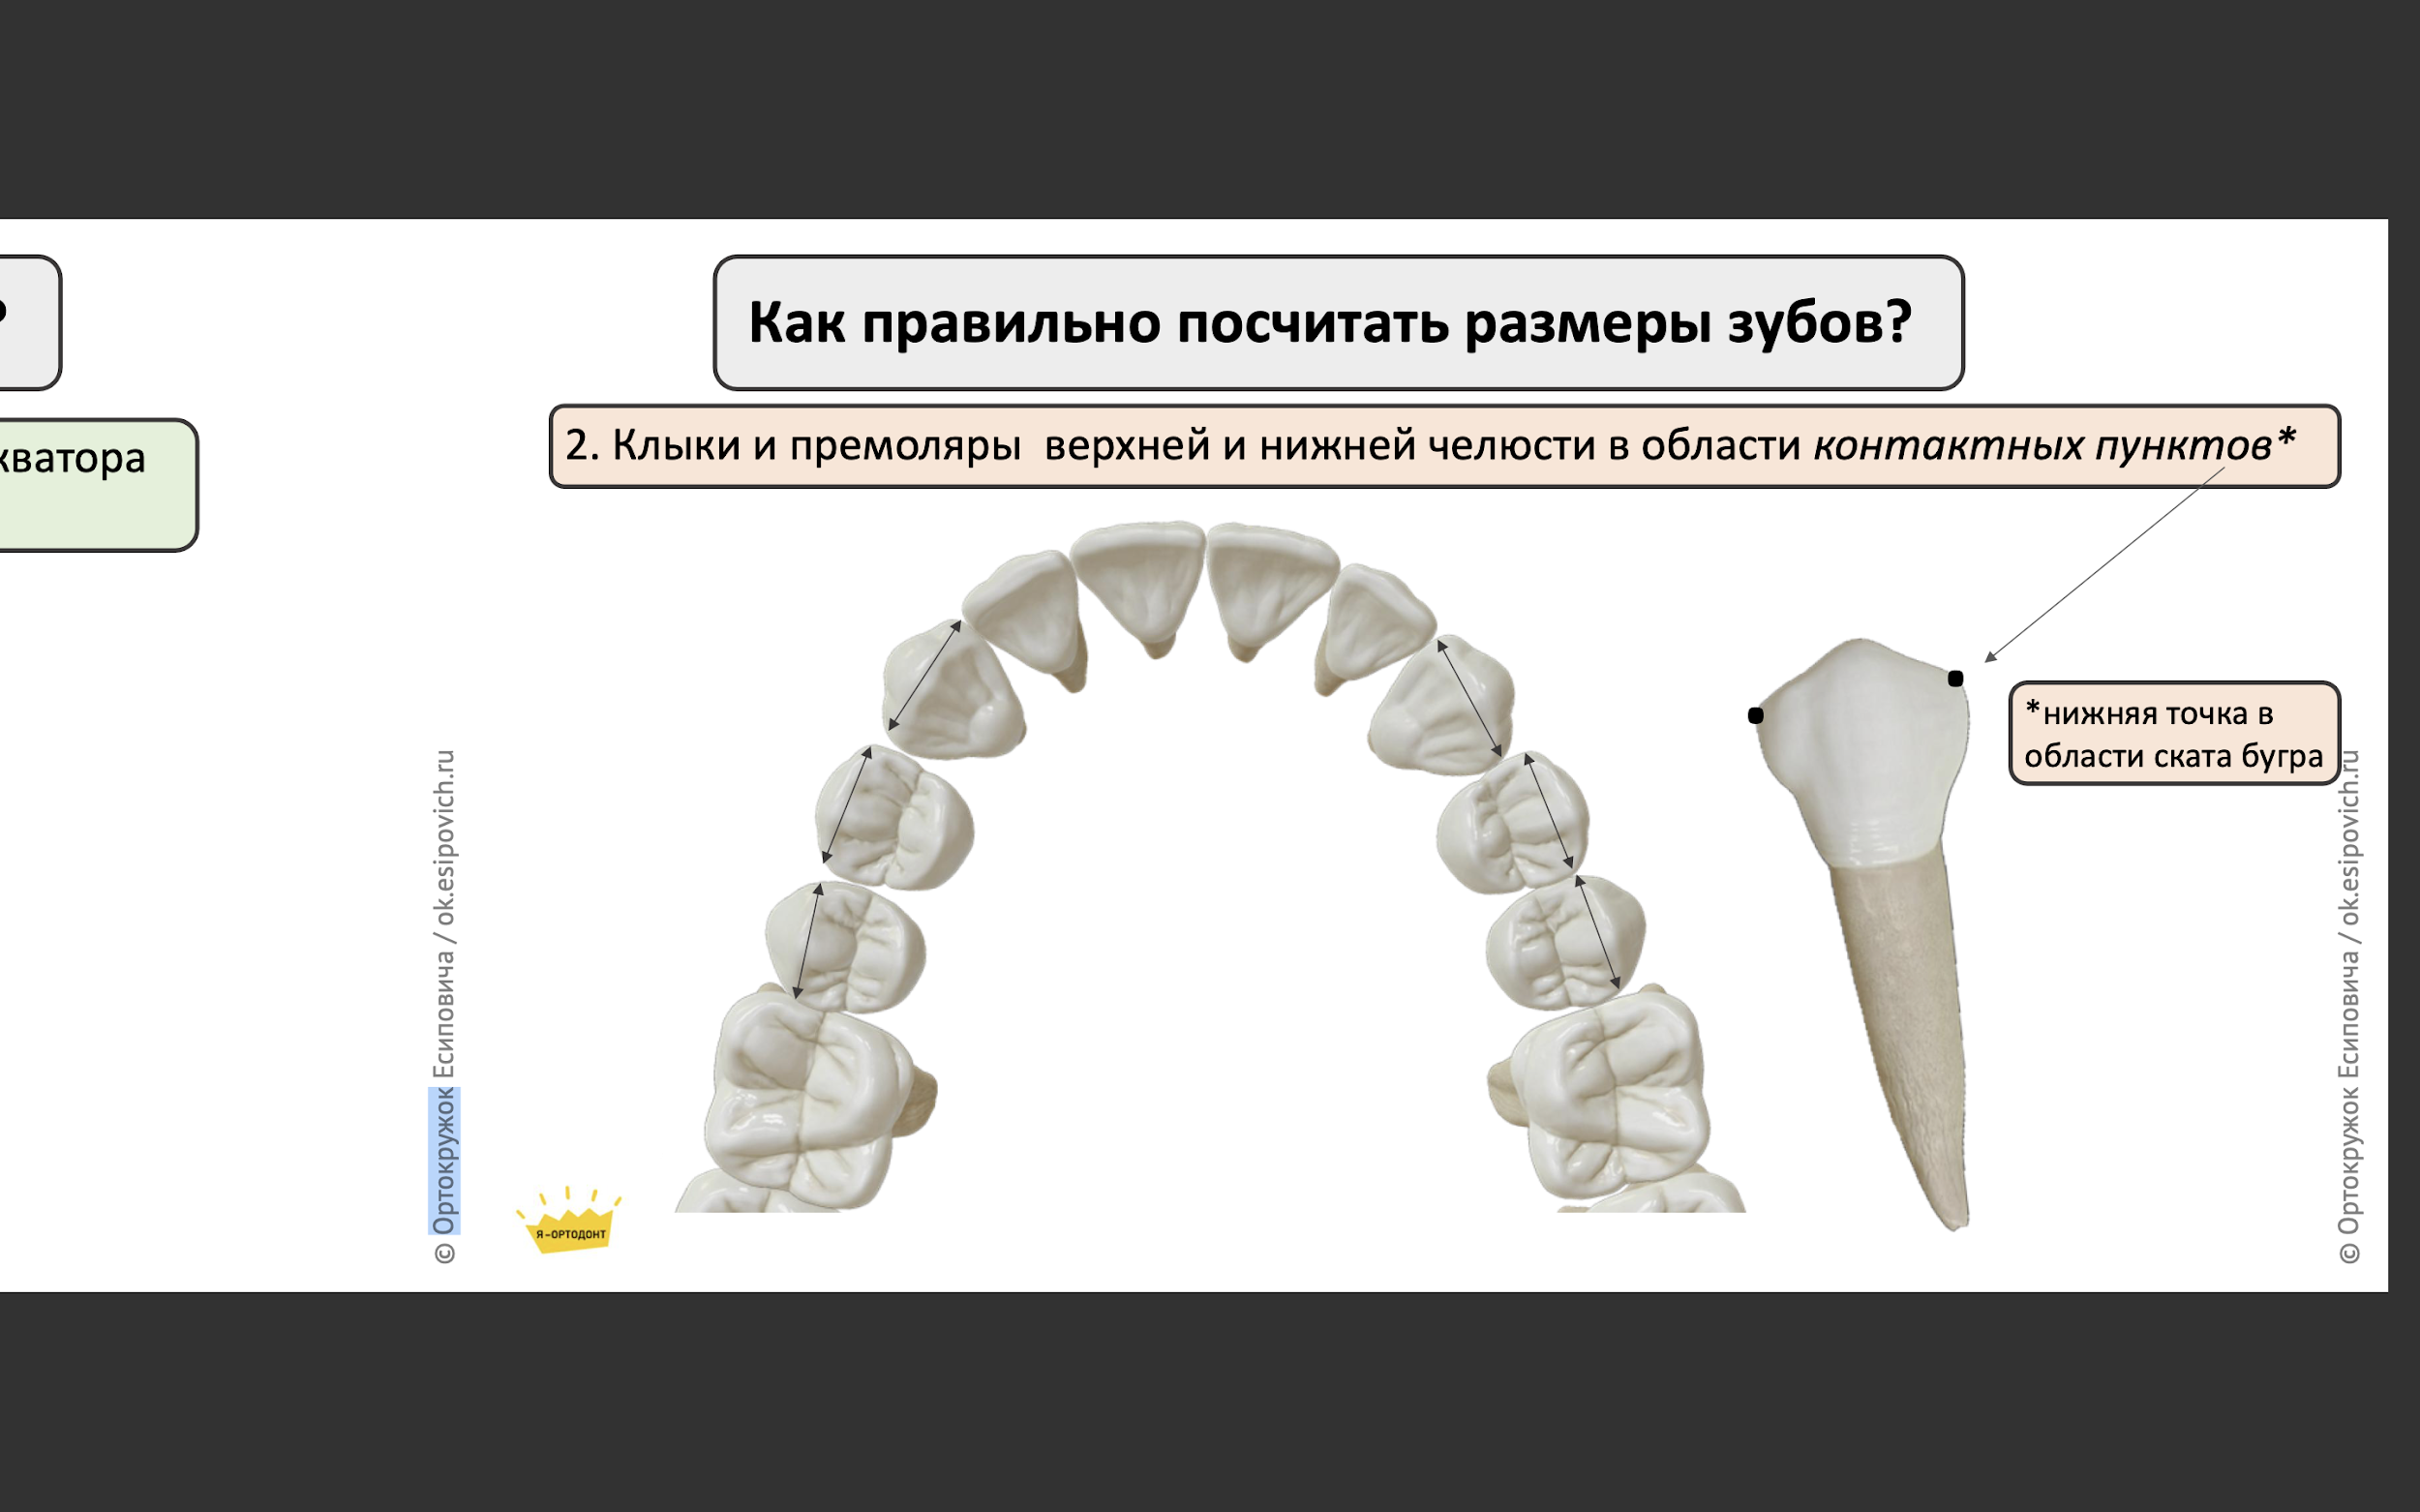 ?
кватора
© Ортокружок Есиповича / ok.esipovich.ru
Как правильно посчитать размеры зубов?
2. Клыки и премоляры верхней и нижней челюсти в области контактных пунктов*
*нижняя точка в
области ската бугра
Я-ОРТОДОНТ
© Ортокружок Есиповича / ok.esipovich.ru